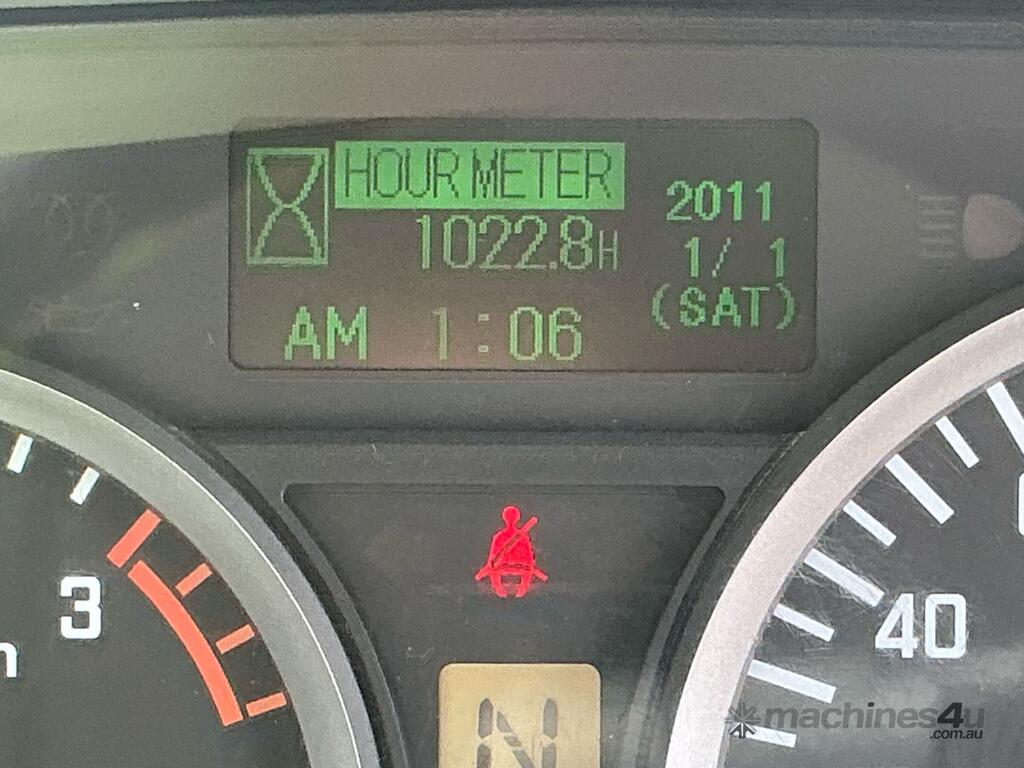 HOUR METER
1022.8H
2011
1/ 1
(SAT)
AM 1:06
3
40
N
machines4u
.com.au